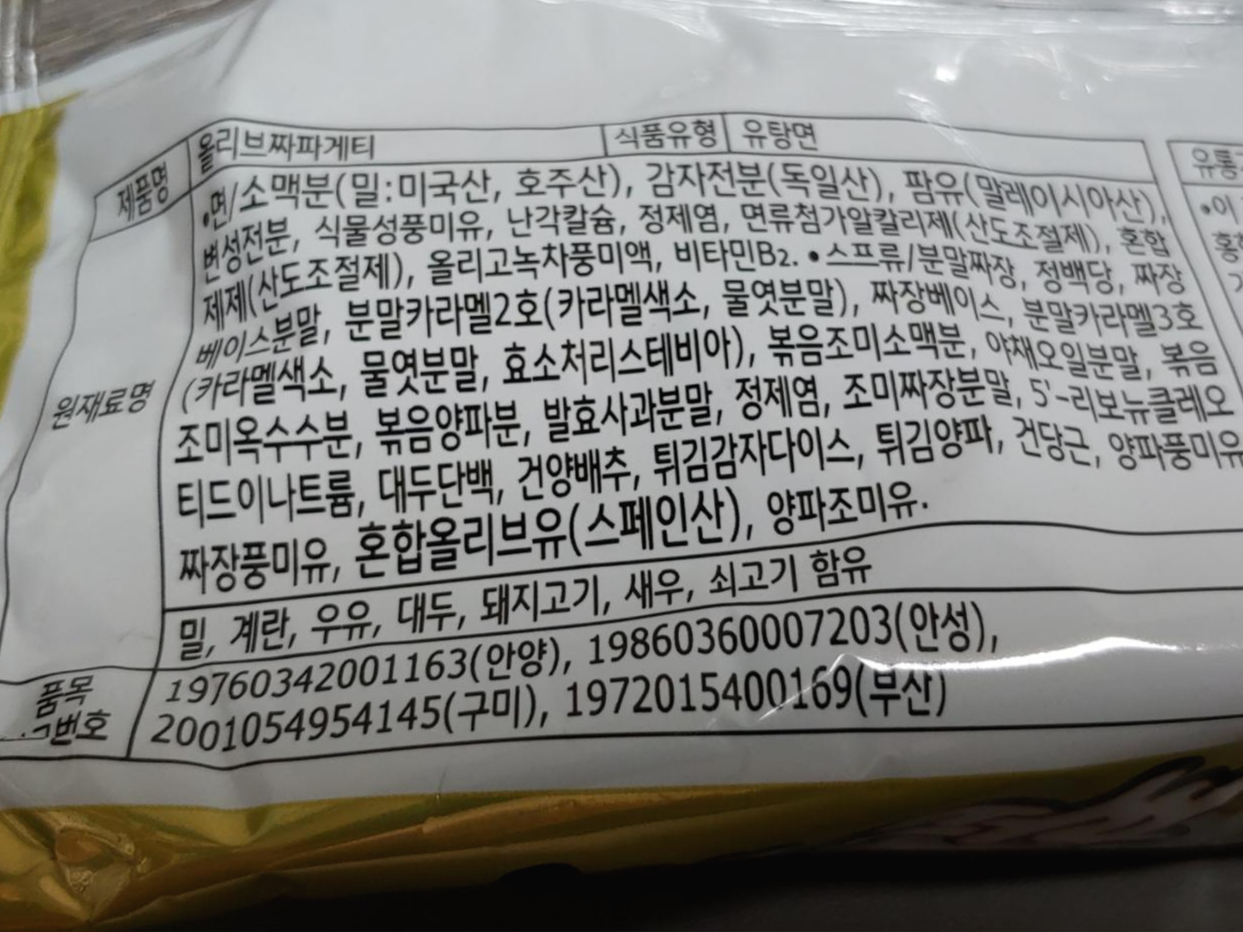 제품명 올리브짜파게티 식품유형 유탕면
원재료명
•면/소맥분(밀:미국산, 호주산), 감자전분(독일산), 팜유(말레이시아산),
변성전분, 식물성풍미유, 난각칼슘, 정제염, 면류첨가알칼리제(산도조절제), 혼합
제제(산도조절제), 올리고녹차풍미액, 비타민B₂. •스프류/분말짜장, 정백당, 짜장
베이스분말, 분말카라멜2호(카라멜색소, 물엿분말), 짜장베이스, 분말카라멜3호
(카라멜색소, 물엿분말, 효소처리스테비아), 볶음조미소맥분, 야채오일분말, 볶음
조미옥수수분, 볶음양파분, 발효사과분말, 정제염, 조미짜장분말, 5'-리보뉴클레오
티드이나트륨, 대두단백, 건양배추, 튀김감자다이스, 튀김양파, 건당근, 양파풍미유
짜장풍미유, 혼합올리브유(스페인산), 양파조미유.
밀, 계란, 우유, 대두, 돼지고기, 새우, 쇠고기 함유
품목
번호
19760342001163(안양), 19860360007203(안성),
2001054954145(구미), 1972015400169(부산)
유통
•이